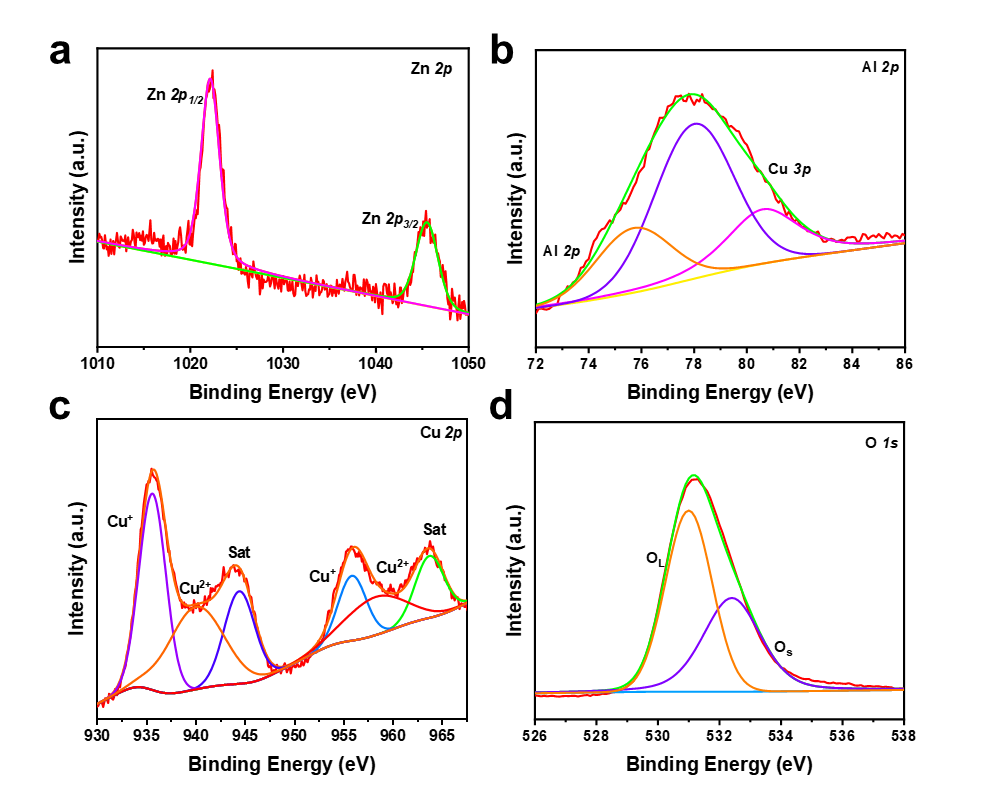 a
Zn 2p
Zn 2p1/2
Zn 2p3/2
Intensity (a.u.)
1010 1020 1030 1040 1050
Binding Energy (eV)
b
Al 2p
Cu 3p
Al 2p
Intensity (a.u.)
72 74 76 78 80 82 84 86
Binding Energy (eV)
c
Cu 2p
Cu+
Cu2+
Sat
Cu+
Cu2+
Sat
Intensity (a.u.)
930 935 940 945 950 955 960 965
Binding Energy (eV)
d
O 1s
OL
Os
Intensity (a.u.)
526 528 530 532 534 536 538
Binding Energy (eV)